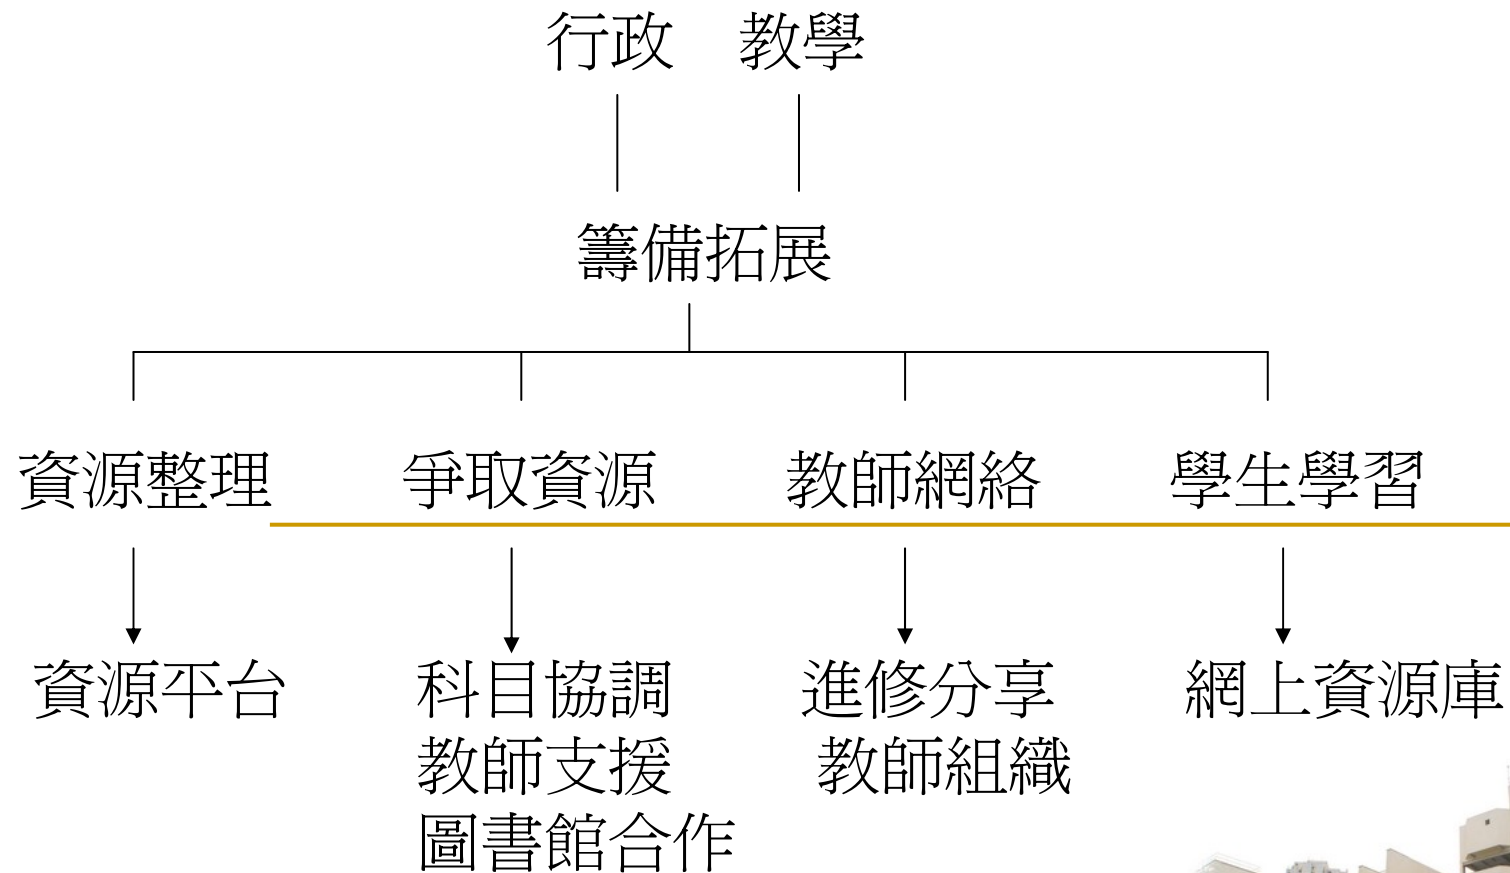 行政 教學
籌備拓展
資源整理 爭取資源 教師網絡 學生學習
資源平台 科目協調 進修分享 網上資源庫
教師支援 教師組織
圖書館合作